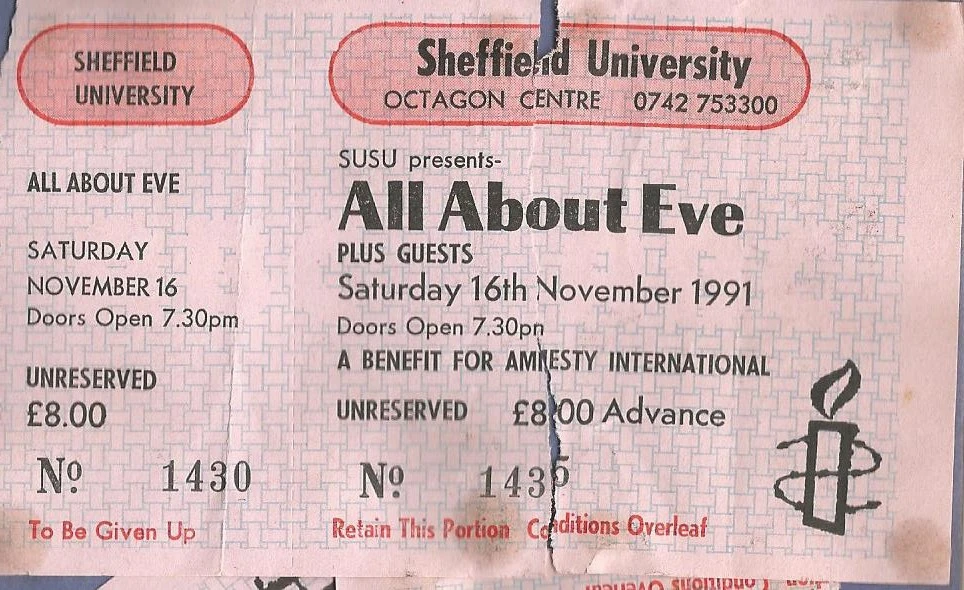 SHEFFIELD
UNIVERSITY
ALL ABOUT EVE
SATURDAY
NOVEMBER 16
Doors Open 7.30pm
UNRESERVED
£8.00
Nº 1430
To Be Given Up
Sheffield University
OCTAGON CENTRE 0742 753300
SUSU presents-
All About Eve
PLUS GUESTS
Saturday 16th November 1991
Doors Open 7.30pm
A BENEFIT FOR AMNESTY INTERNATIONAL
UNRESERVED £8.00 Advance
Nº
Retain This Portion Conditions Overleaf